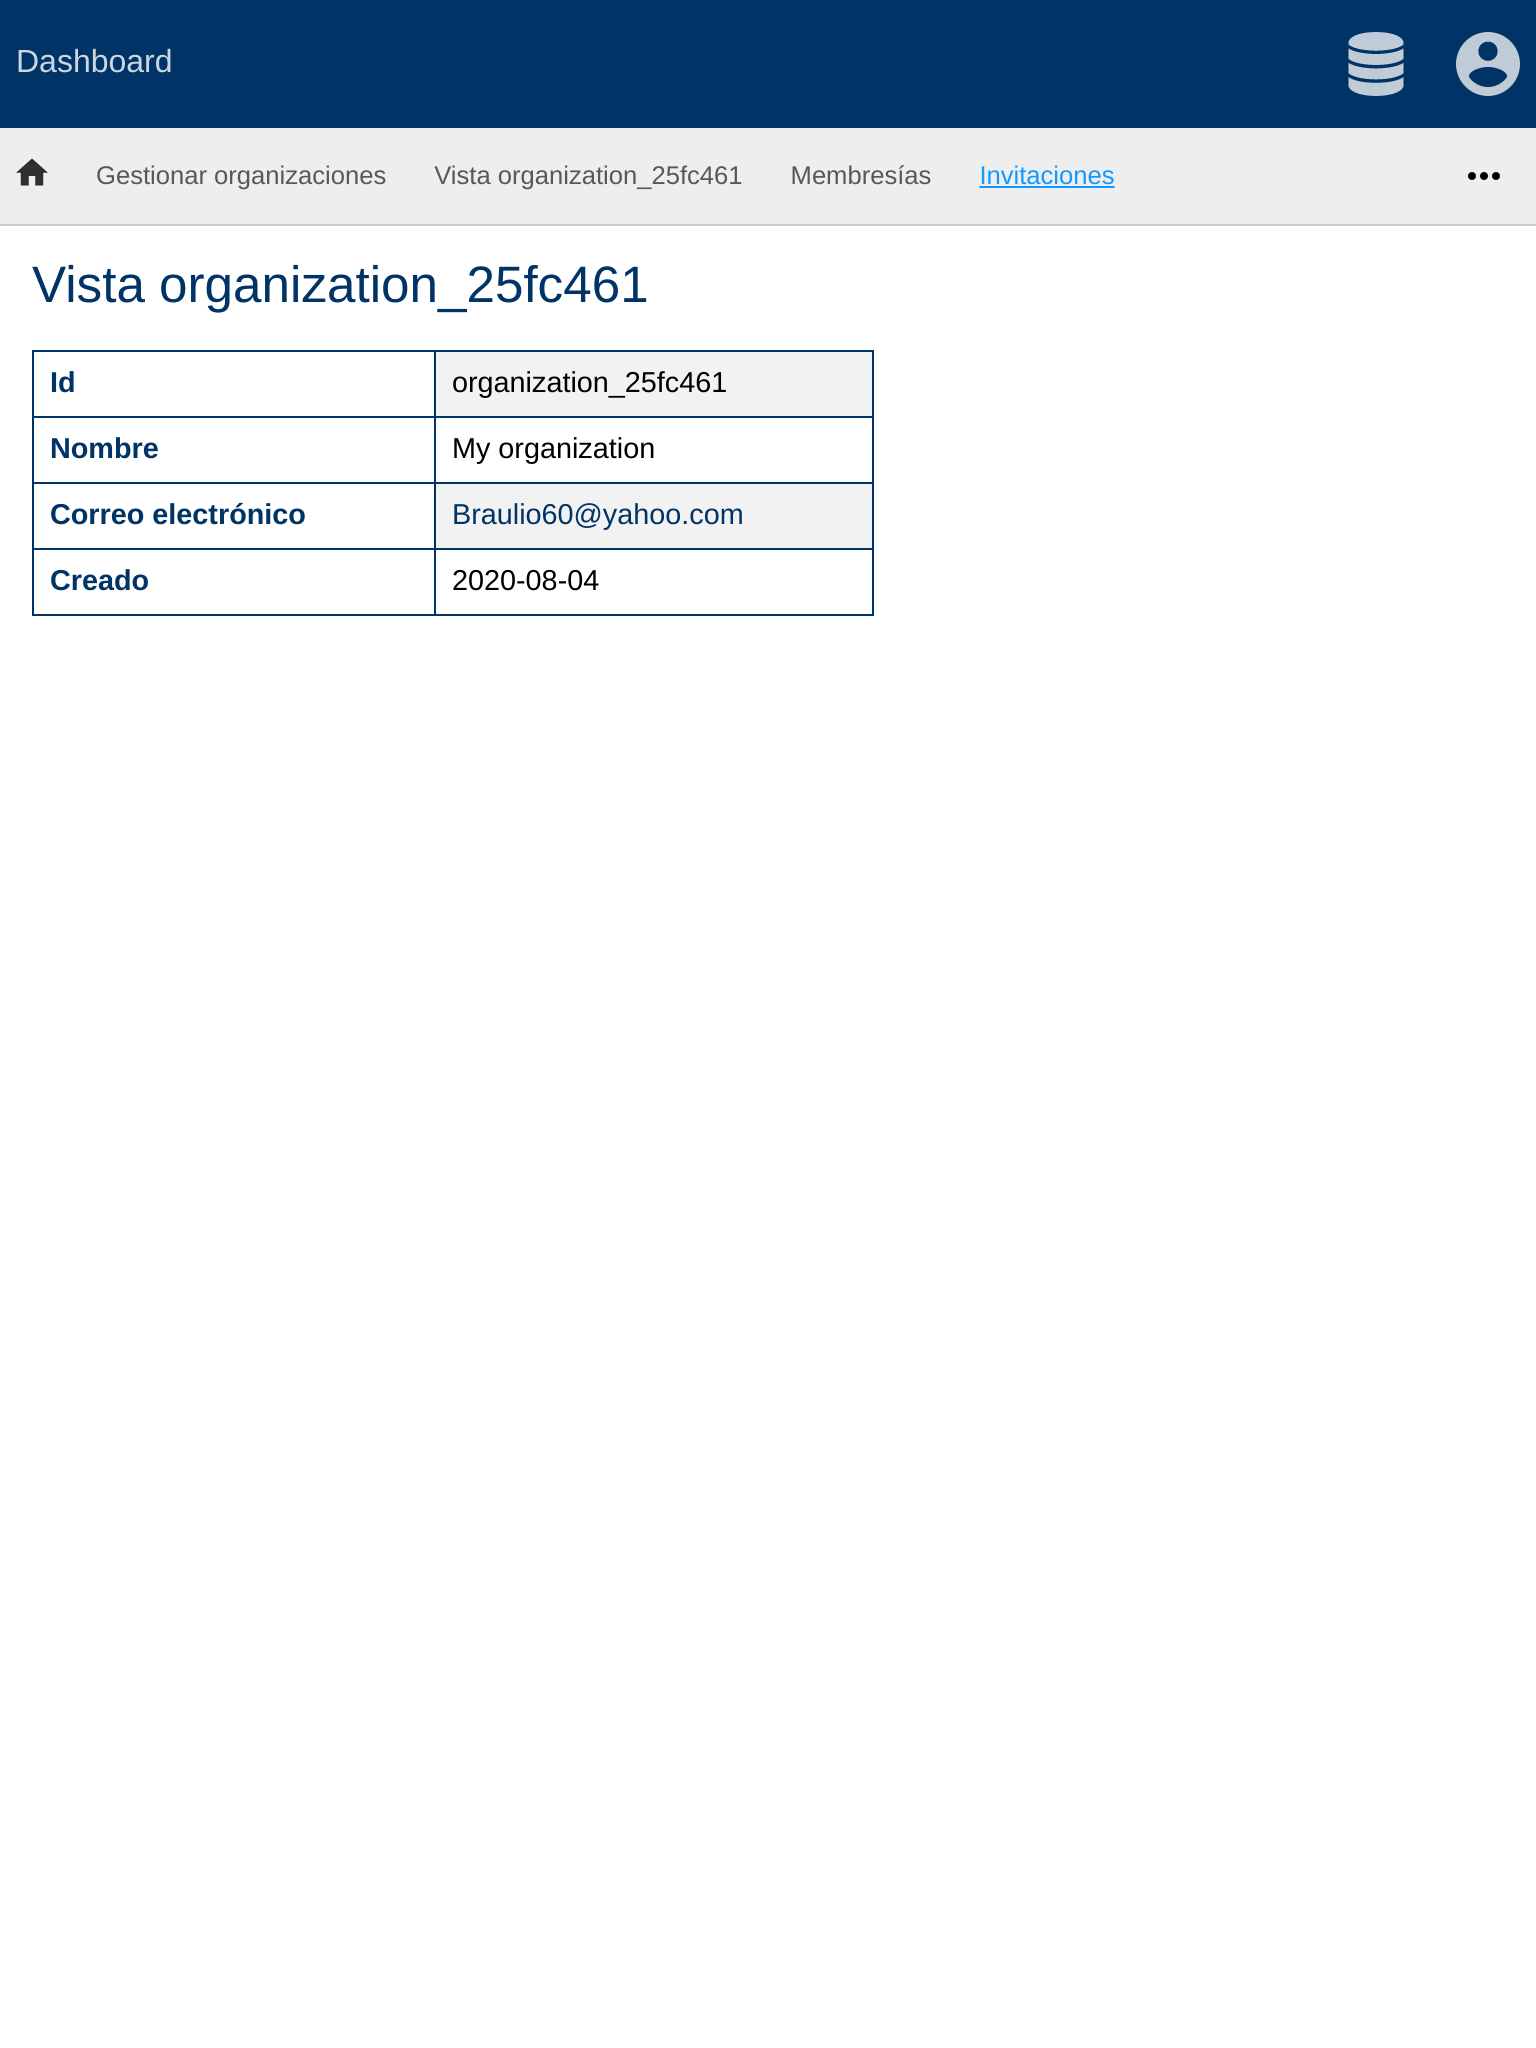 Dashboard
Gestionar organizaciones Vista organization_25fc461 Membresías Invitaciones
Vista organization_25fc461
Id organization_25fc461
Nombre My organization
Correo electrónico Braulio60@yahoo.com
Creado 2020-08-04